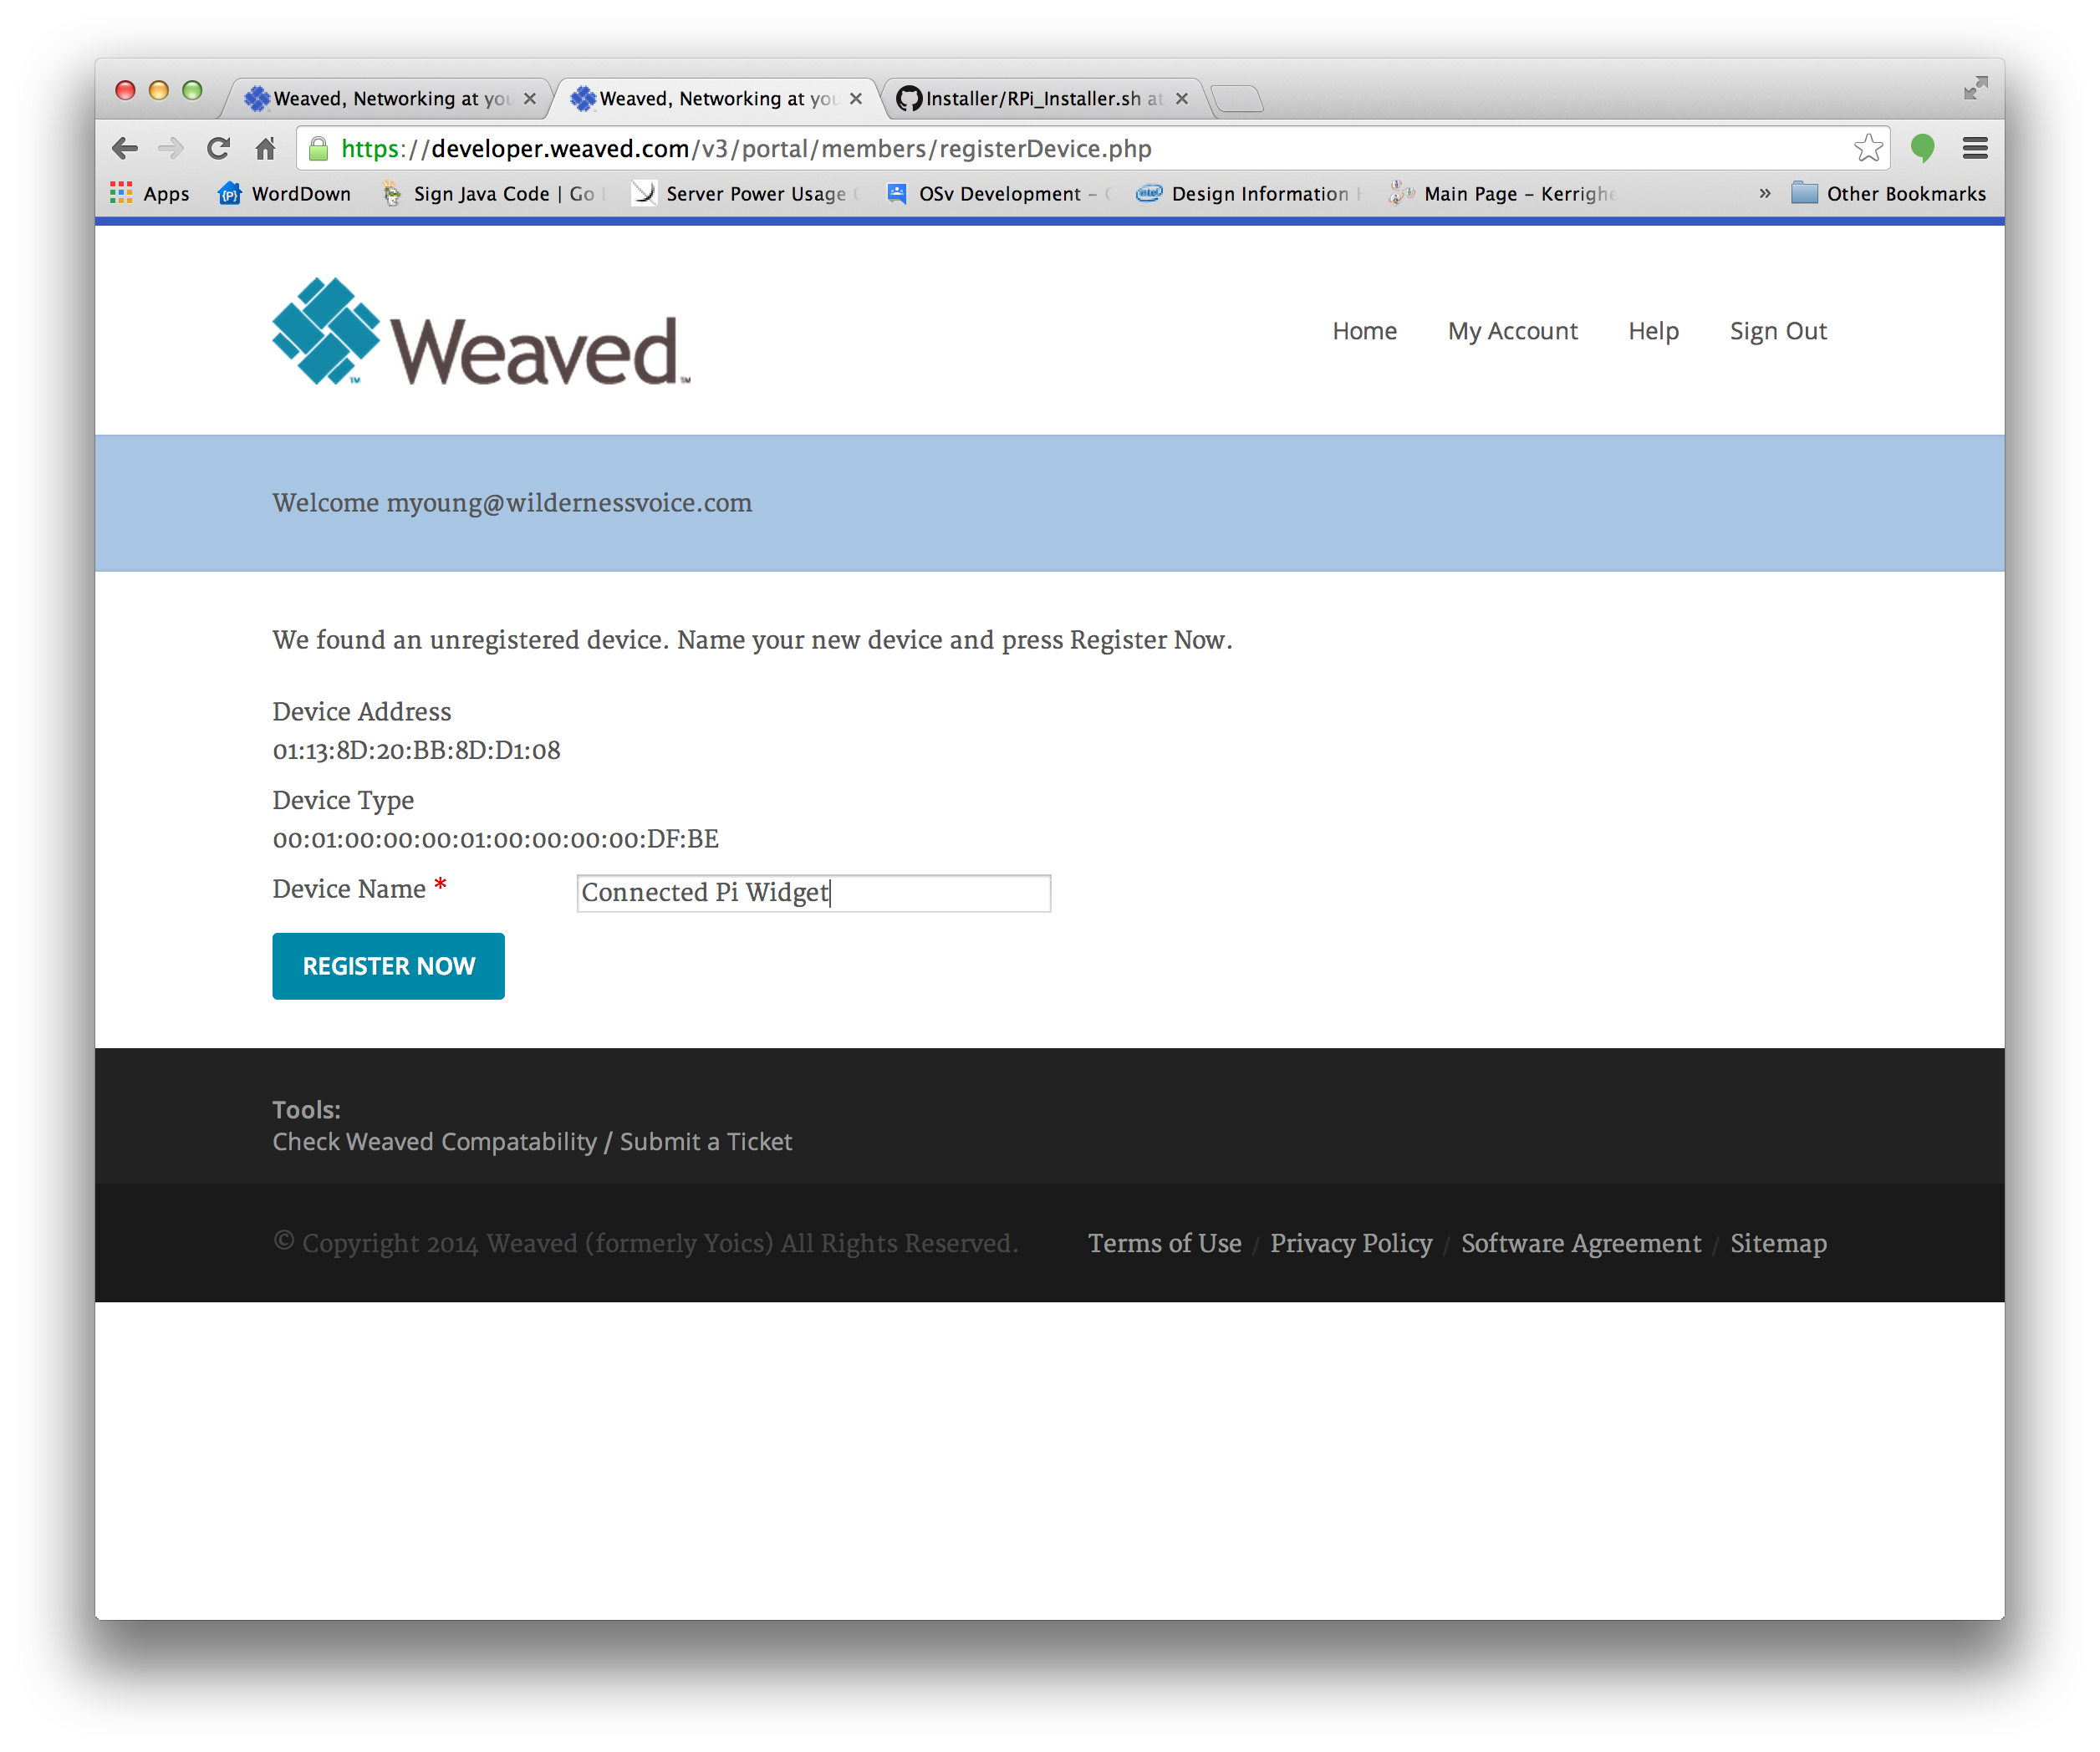 Weaved, Networking at you
Weaved, Networking at you
Installer/RPi_Installer.sh at
https://developer.weaved.com/v3/portal/members/registerDevice.php
Apps WordDown Sign Java Code | Go Server Power Usage OSv Development – Design Information Main Page – Kerrighe » Other Bookmarks
Weaved™
Home My Account Help Sign Out
Welcome myoung@wildernessvoice.com
We found an unregistered device. Name your new device and press Register Now.
Device Address
01:13:8D:20:BB:8D:D1:08
Device Type
00:01:00:00:00:01:00:00:00:00:DF:BE
Device Name * Connected Pi Widget
REGISTER NOW
Tools:
Check Weaved Compatability / Submit a Ticket
© Copyright 2014 Weaved (formerly Yoics) All Rights Reserved. Terms of Use / Privacy Policy / Software Agreement / Sitemap